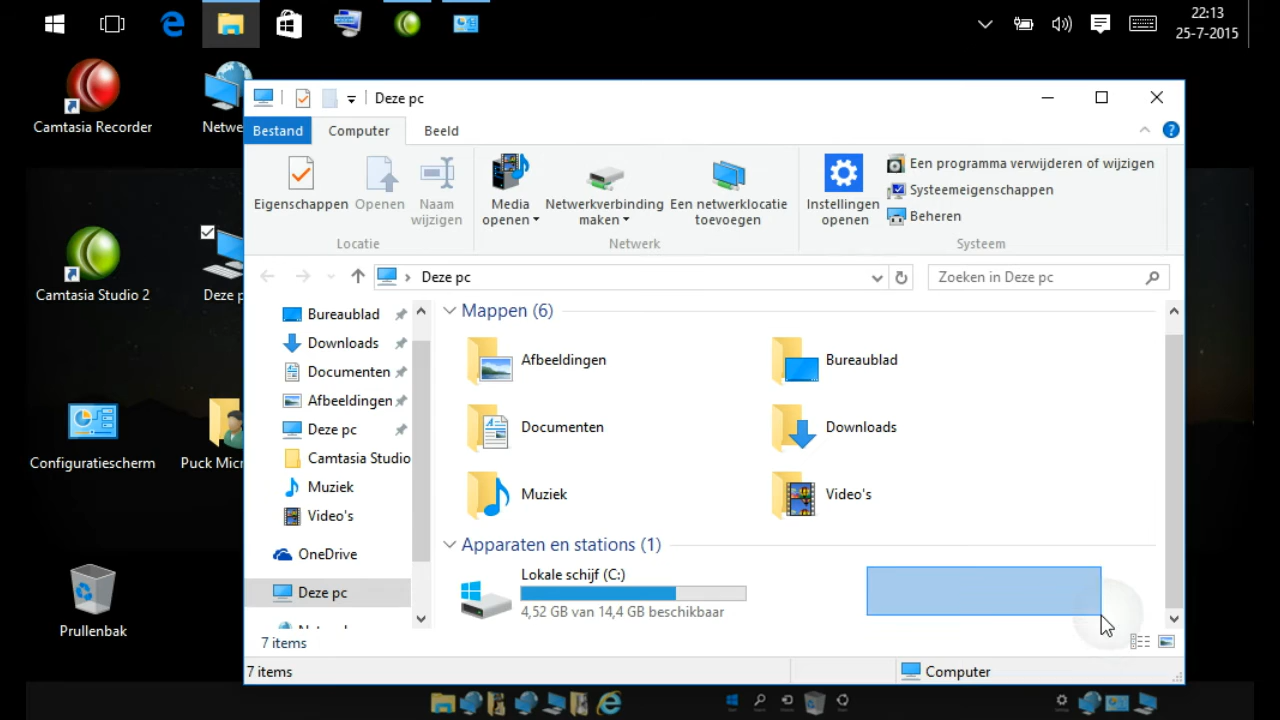 22:13
25-7-2015
Camtasia Recorder
Netwe
Camtasia Studio 2
Deze p
Configuratiescherm
Puck Micr
Prullenbak
Deze pc
Bestand
Computer
Beeld
Eigenschappen
Openen
Naam
wijzigen
Locatie
Media
openen
Netwerkverbinding
maken
Een netwerklocatie
toevoegen
Netwerk
Instellingen
openen
Een programma verwijderen of wijzigen
Systeemeigenschappen
Beheren
Systeem
Deze pc
Zoeken in Deze pc
Bureaublad
Downloads
Documenten
Afbeeldingen
Deze pc
Camtasia Studio
Muziek
Video's
OneDrive
Deze pc
Mappen (6)
Afbeeldingen
Bureaublad
Documenten
Downloads
Muziek
Video's
Apparaten en stations (1)
Lokale schijf (C:)
4,52 GB van 14,4 GB beschikbaar
7 items
7 items
Computer